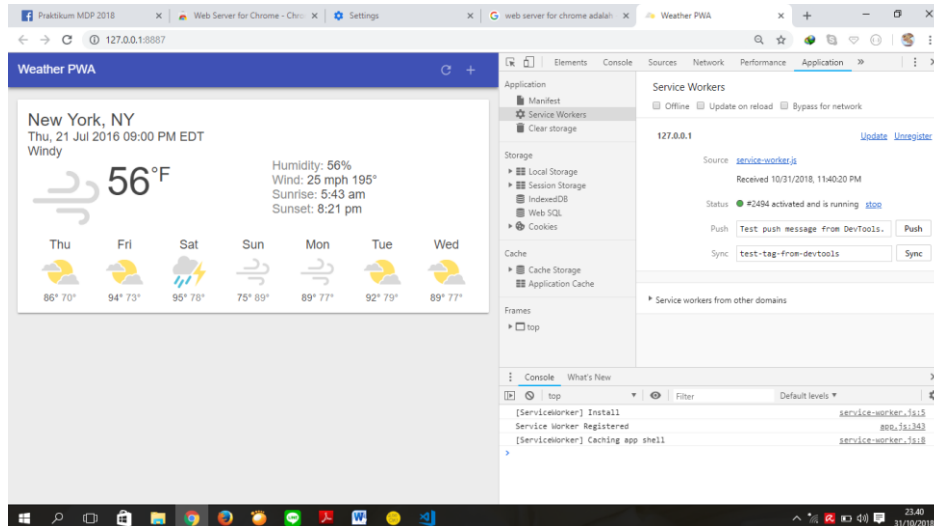 Praktikum MDP 2018
Web Server for Chrome - Chro
Settings
web server for chrome adalah
Weather PWA
127.0.0.1:8887
Weather PWA
New York, NY
Thu, 21 Jul 2016 09:00 PM EDT
Windy
56°F
Humidity: 56%
Wind: 25 mph 195°
Sunrise: 5:43 am
Sunset: 8:21 pm
Thu Fri Sat Sun Mon Tue Wed
86° 70° 94° 73° 95° 78° 75° 89° 89° 77° 92° 79° 89° 77°
Elements Console Sources Network Performance Application »
Application
Manifest
Service Workers
Clear storage
Storage
Local Storage
Session Storage
IndexedDB
Web SQL
Cookies
Cache
Cache Storage
Application Cache
Frames
top
Service Workers
Offline Update on reload Bypass for network
127.0.0.1 Update Unregister
Source service-worker.js
Received 10/31/2018, 11:40:20 PM
Status #2494 activated and is running stop
Push Test push message from DevTools. Push
Sync test-tag-from-devtools Sync
Service workers from other domains
Console What's New
top Filter Default levels
[ServiceWorker] Install service-worker.js:5
Service Worker Registered app.js:343
[ServiceWorker] Caching app shell service-worker.js:8
>
23.40
31/10/2018